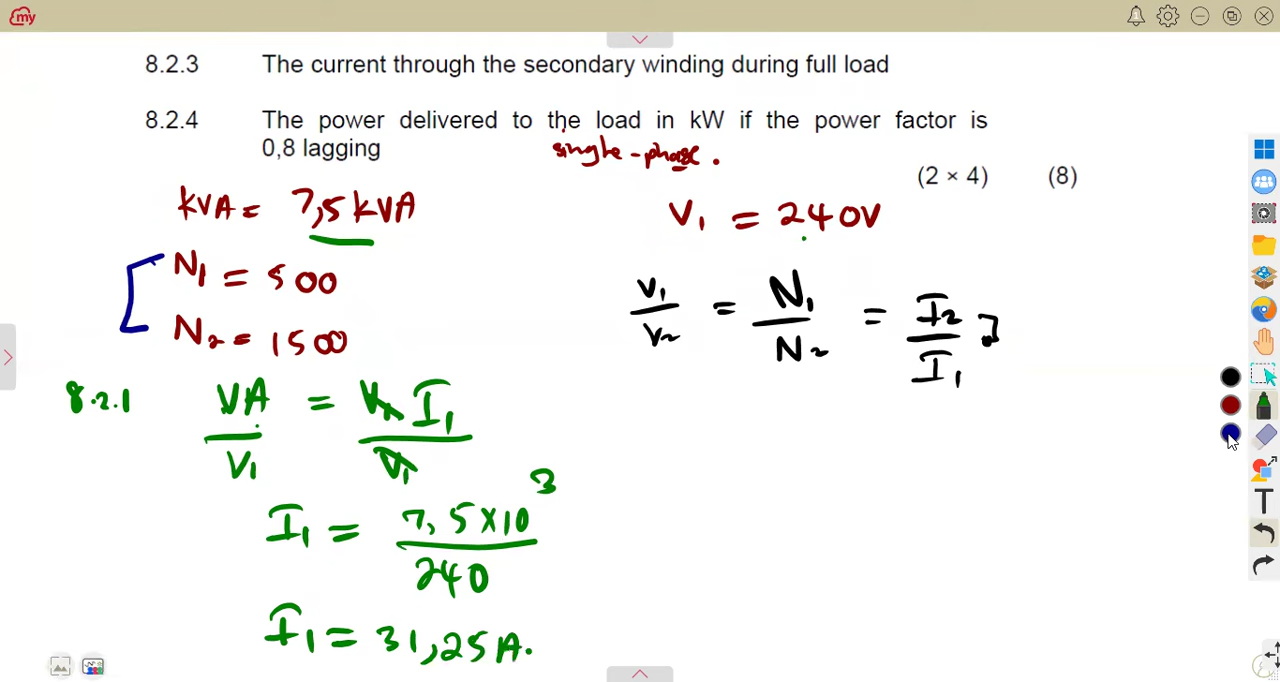 my
8.2.3 The current through the secondary winding during full load
8.2.4 The power delivered to the load in kW if the power factor is
0,8 lagging
single-phase.
(2 × 4) (8)
kVA = 7,5 kVA
V1 = 240V
N1 = 500
N2 = 1500
V1/V2 = N1/N2 = I2/I1
8.2.1 VA/V1 = V1 I1/V1
I1 = 7,5×10^3/240
I1 = 31,25A.
T